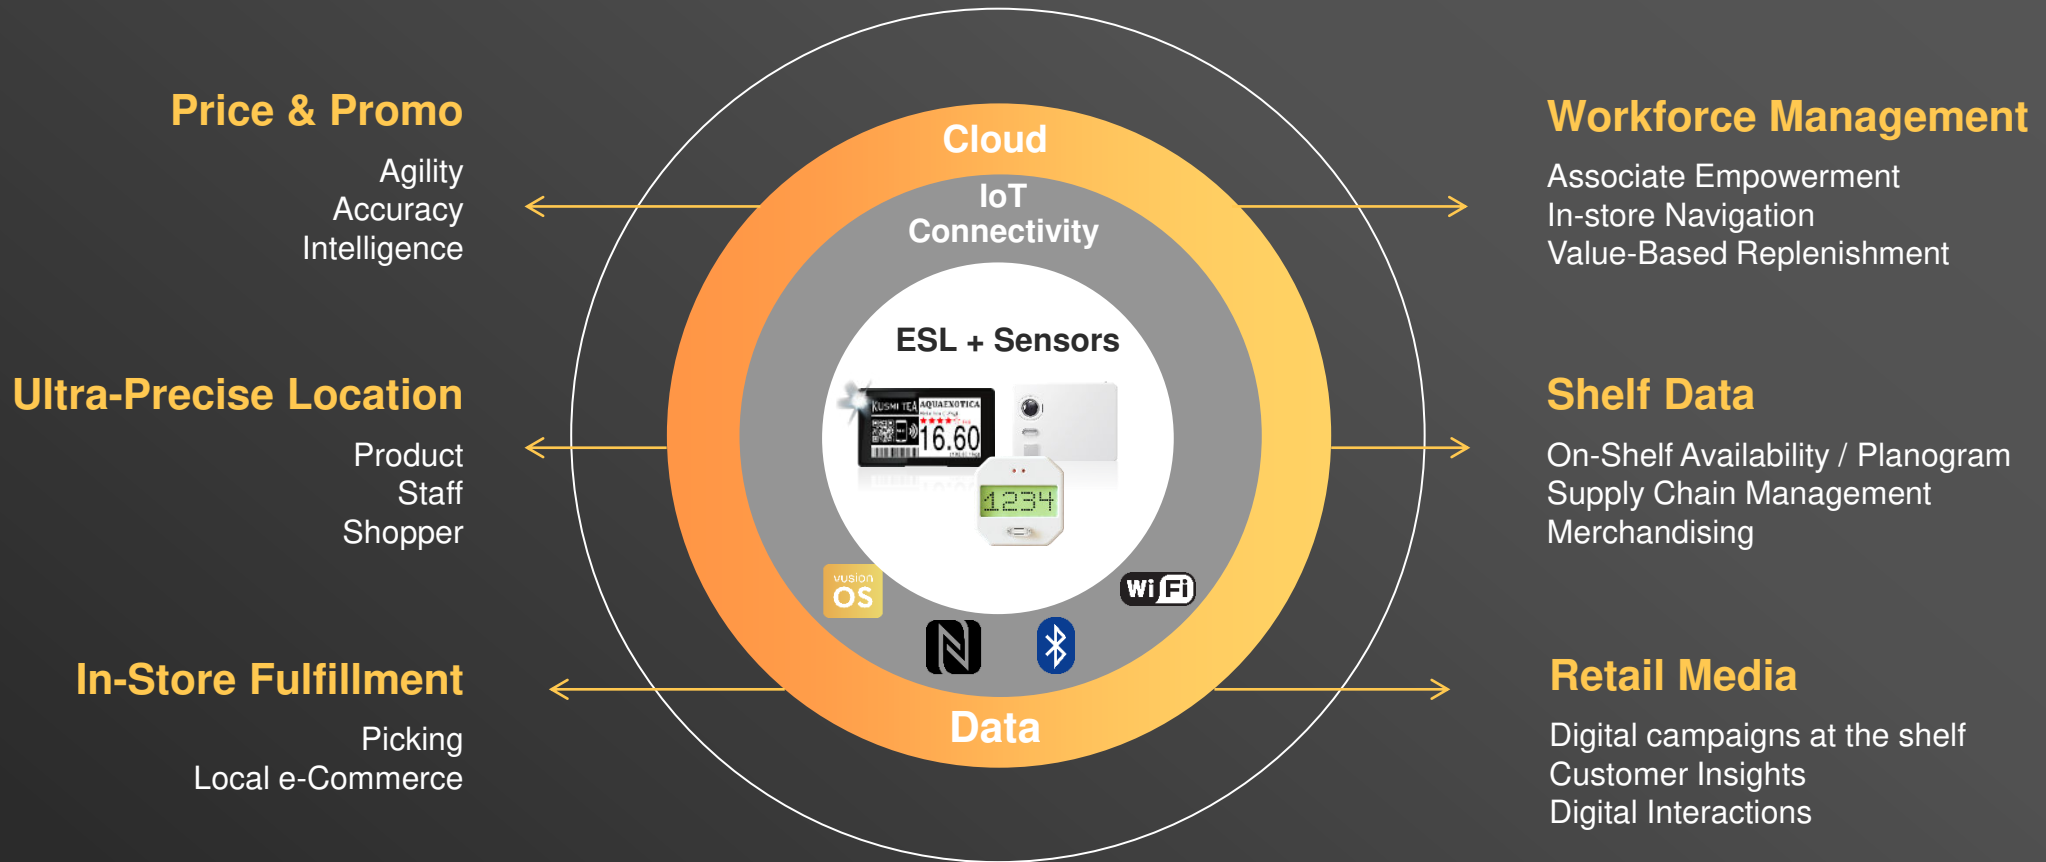 Price & Promo
Agility
Accuracy
Intelligence
Ultra-Precise Location
Product
Staff
Shopper
In-Store Fulfillment
Picking
Local e-Commerce
Cloud
IoT
Connectivity
ESL + Sensors
KUSMI TEA
AQUAEXOTICA
16.60
1234
vusion
OS
WiFi
Data
Workforce Management
Associate Empowerment
In-store Navigation
Value-Based Replenishment
Shelf Data
On-Shelf Availability / Planogram
Supply Chain Management
Merchandising
Retail Media
Digital campaigns at the shelf
Customer Insights
Digital Interactions